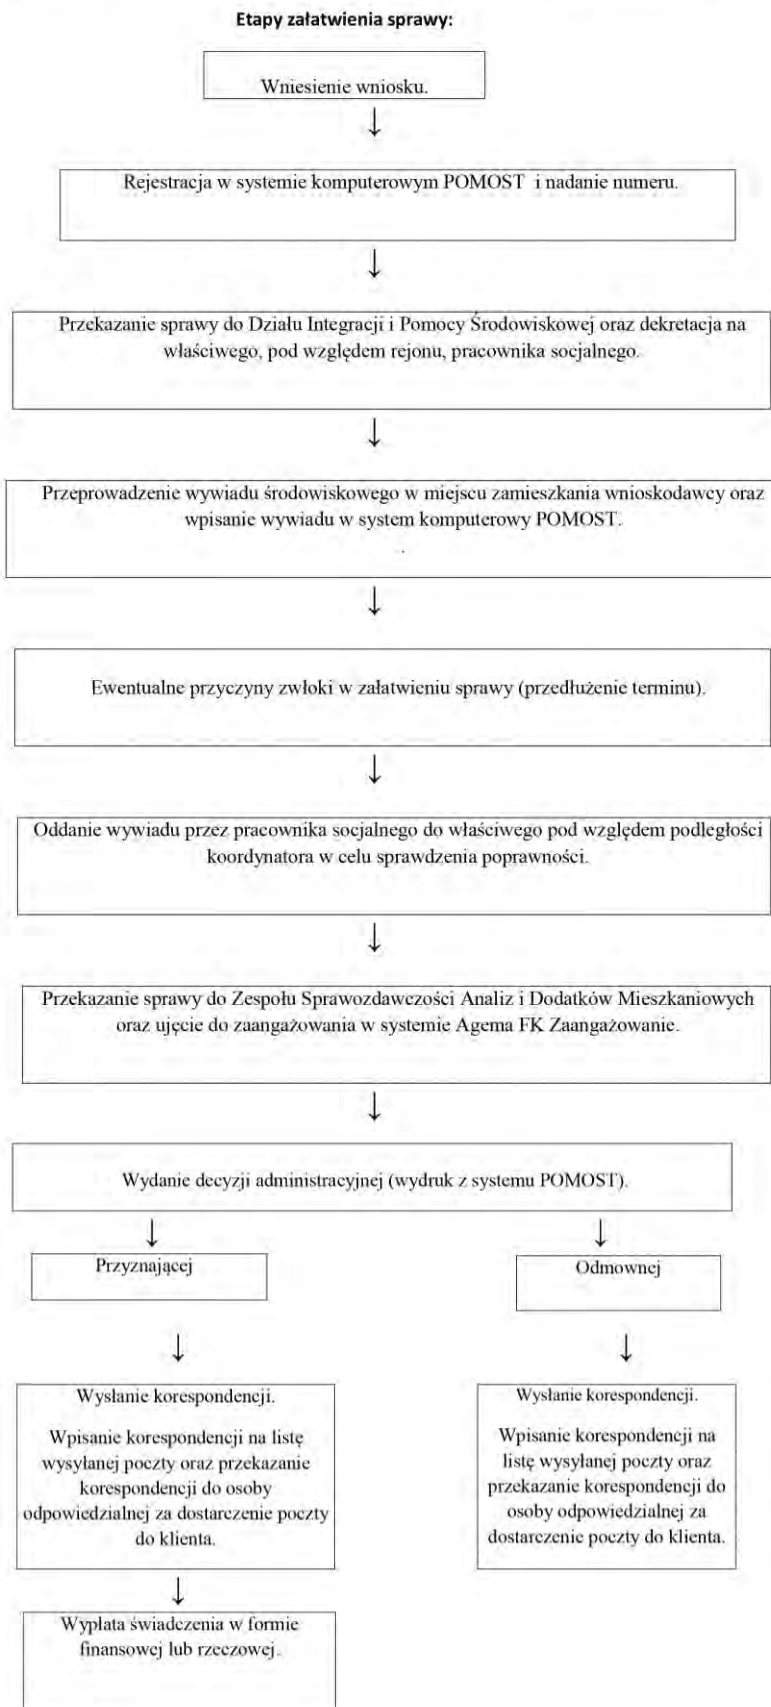 Etapy załatwienia sprawy:
Wniesienie wniosku.
↓
Rejestracja w systemie komputerowym POMOST i nadanie numeru.
↓
Przekazanie sprawy do Działu Integracji i Pomocy Środowiskowej oraz dekretacja na
właściwego, pod względem rejonu, pracownika socjalnego.
↓
Przeprowadzenie wywiadu środowiskowego w miejscu zamieszkania wnioskodawcy oraz
wpisanie wywiadu w system komputerowy POMOST.
.
↓
Ewentualne przyczyny zwłoki w załatwieniu sprawy (przedłużenie terminu).
↓
Oddanie wywiadu przez pracownika socjalnego do właściwego pod względem podległości
koordynatora w celu sprawdzenia poprawności.
↓
Przekazanie sprawy do Zespołu Sprawozdawczości Analiz i Dodatków Mieszkaniowych
oraz ujęcie do zaangażowania w systemie Agema FK Zaangażowanie.
↓
Wydanie decyzji administracyjnej (wydruk z systemu POMOST).
↓ ↓
Przyznającej
Odmownej
↓ ↓
Wysłanie korespondencji.
Wpisanie korespondencji na listę
wysyłanej poczty oraz przekazanie
korespondencji do osoby
odpowiedzialnej za dostarczenie poczty
do klienta.
Wysłanie korespondencji.
Wpisanie korespondencji na
listę wysyłanej poczty oraz
przekazanie korespondencji do
osoby odpowiedzialnej za
dostarczenie poczty do klienta.
↓
Wypłata świadczenia w formie
finansowej lub rzeczowej.